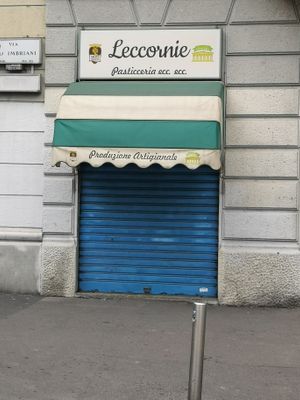 VIA
IMBRIANI
Leccornie
Pasticceria ecc. ecc.
Produzione Artigianale